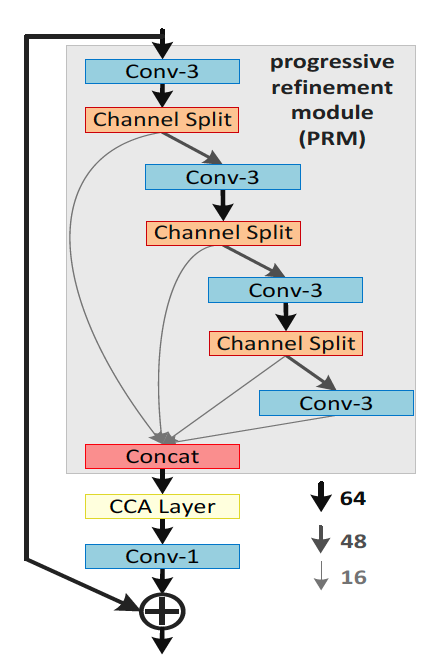 progressive
refinement
module
(PRM)
Conv-3
Channel Split
Conv-3
Channel Split
Conv-3
Channel Split
Conv-3
Concat
CCA Layer
Conv-1
64
48
16